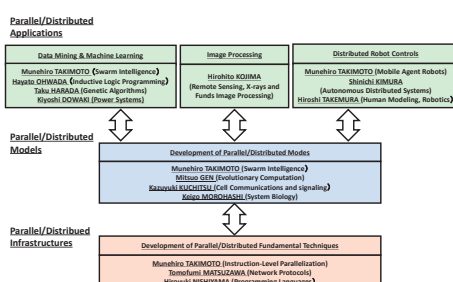 Parallel/Distributed
Applications
Data Mining & Machine Learning
Munehiro TAKIMOTO (Swarm Intelligence)
Hayato OHWADA (Inductive Logic Programming)
Taku HARADA (Genetic Algorithms)
Kiyoshi DOWAKI (Power Systems)
Image Processing
Hirohito KOJIMA
(Remote Sensing, X-rays and
Funds Image Processing)
Distributed Robot Controls
Munehiro TAKIMOTO (Mobile Agent Robots)
Shinichi KIMURA
(Autonomous Distributed Systems)
Hiroshi TAKEMURA (Human Modeling, Robotics)
Parallel/Distributed
Models
Development of Parallel/Distributed Modes
Munehiro TAKIMOTO (Swarm Intelligence)
Mitsuo GEN (Evolutionary Computation)
Kazuyuki KUCHITSU (Cell Communications and signaling)
Keigo MOROHASHI (System Biology)
Parallel/Distribued
Infrastructures
Development of Parallel/Distributed Fundamental Techniques
Munehiro TAKIMOTO (Instruction-Level Parallelization)
Tomofumi MATSUZAWA (Network Protocols)
Hiroyuki NISHIYAMA (Programming Languages)